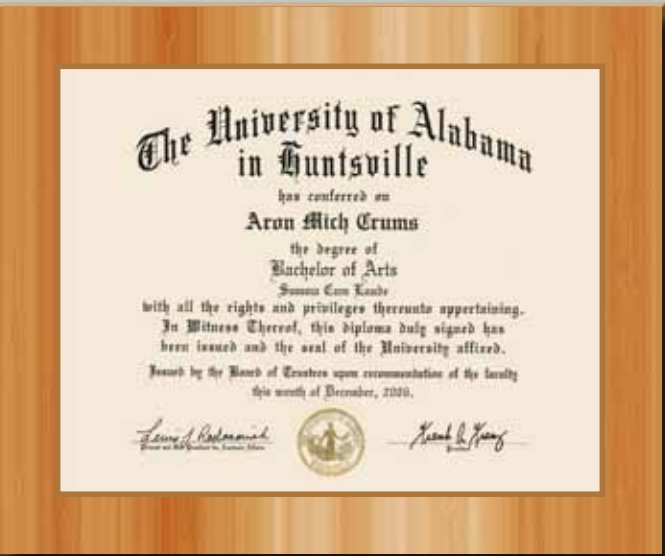 The University of Alabama
in Huntsville
has conferred on
Aron Mich Crums
the degree of
Bachelor of Arts
Summa Cum Laude
with all the rights and privileges thereunto appertaining.
In Witness Thereof, this diploma duly signed has
been issued and the seal of the University affixed.
Issued by the Board of Trustees upon recommendation of the faculty
this month of December,
President